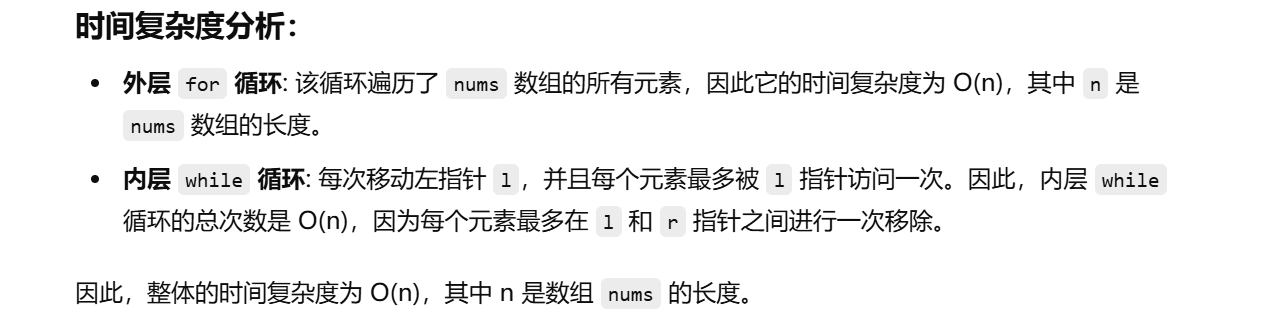 时间复杂度分析：
• 外层 for 循环: 该循环遍历了 nums 数组的所有元素，因此它的时间复杂度为 O(n)，其中 n 是
nums 数组的长度。
• 内层 while 循环: 每次移动左指针 l，并且每个元素最多被 l 指针访问一次。因此，内层 while
循环的总次数是 O(n)，因为每个元素最多在 l 和 r 指针之间进行一次移除。
因此，整体的时间复杂度为 O(n)，其中 n 是数组 nums 的长度。